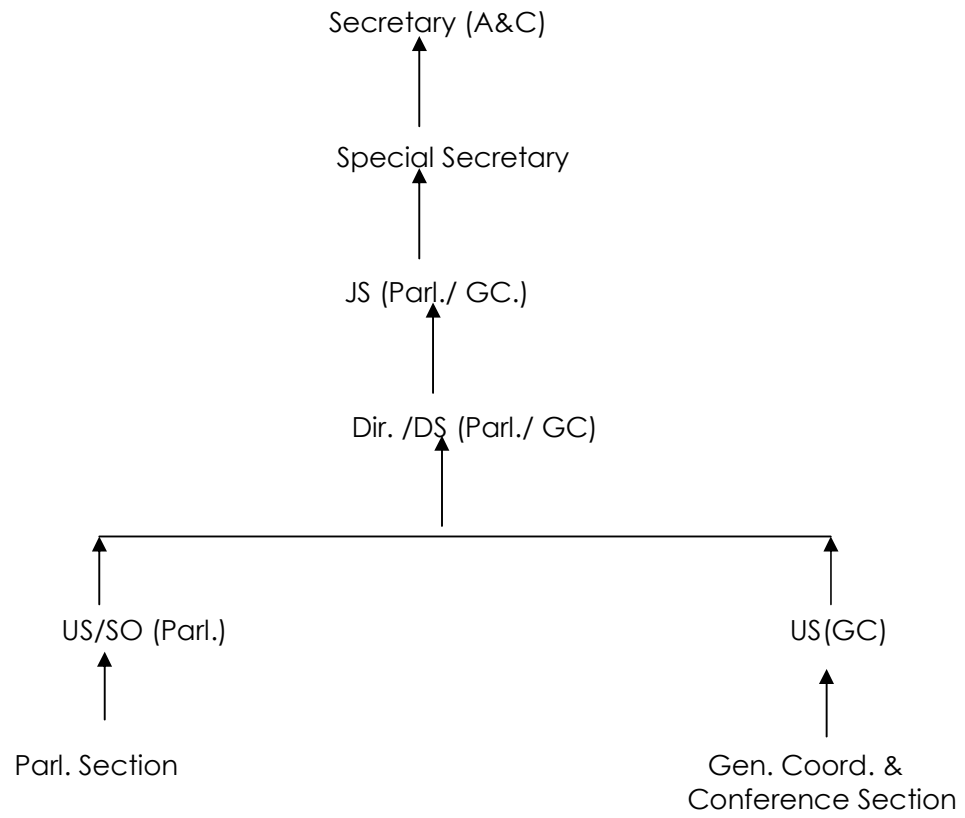 Secretary (A&C)
Special Secretary
JS (Parl./ GC.)
Dir. /DS (Parl./ GC)
US/SO (Parl.)
US(GC)
Parl. Section
Gen. Coord. &
Conference Section